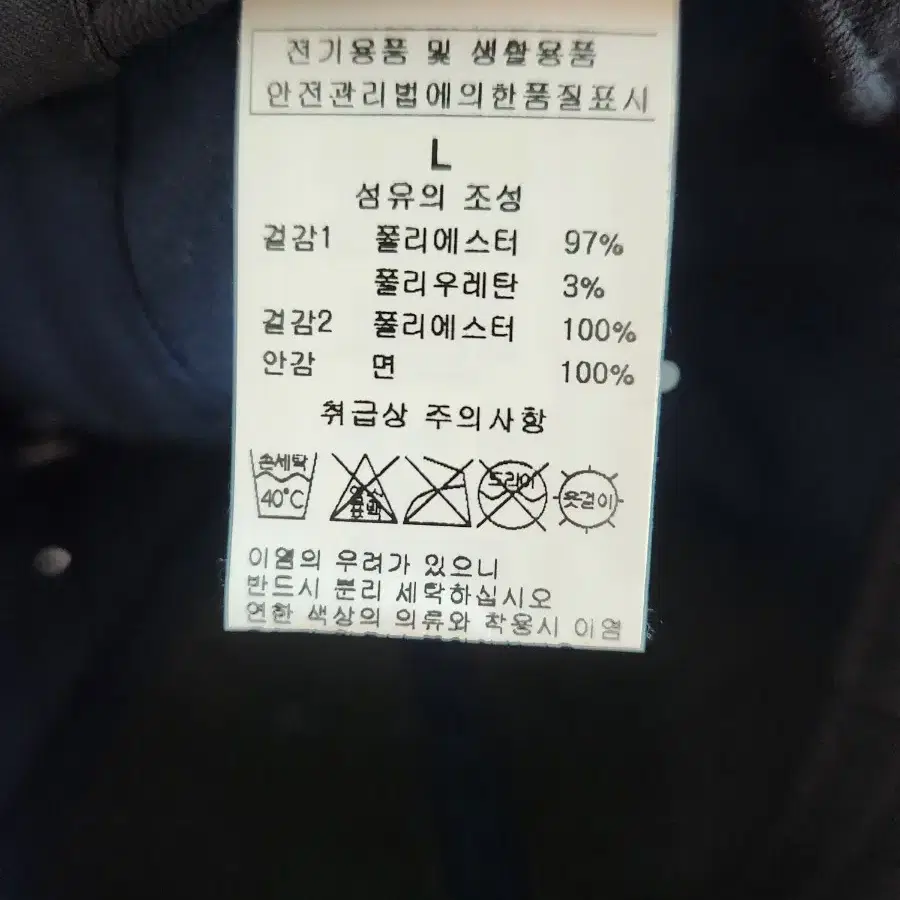 전기용품 및 생활용품
안전관리법에의한품질표시
L
섬유의 조성
겉감1 폴리에스터 97%
폴리우레탄 3%
겉감2 폴리에스터 100%
안감 면 100%
취급상 주의사항
손세탁
40°C
염소
표백
드라이
옷걸이
이염의 우려가 있으니
반드시 분리 세탁하십시오
연한 색상의 의류와 착용시 이염